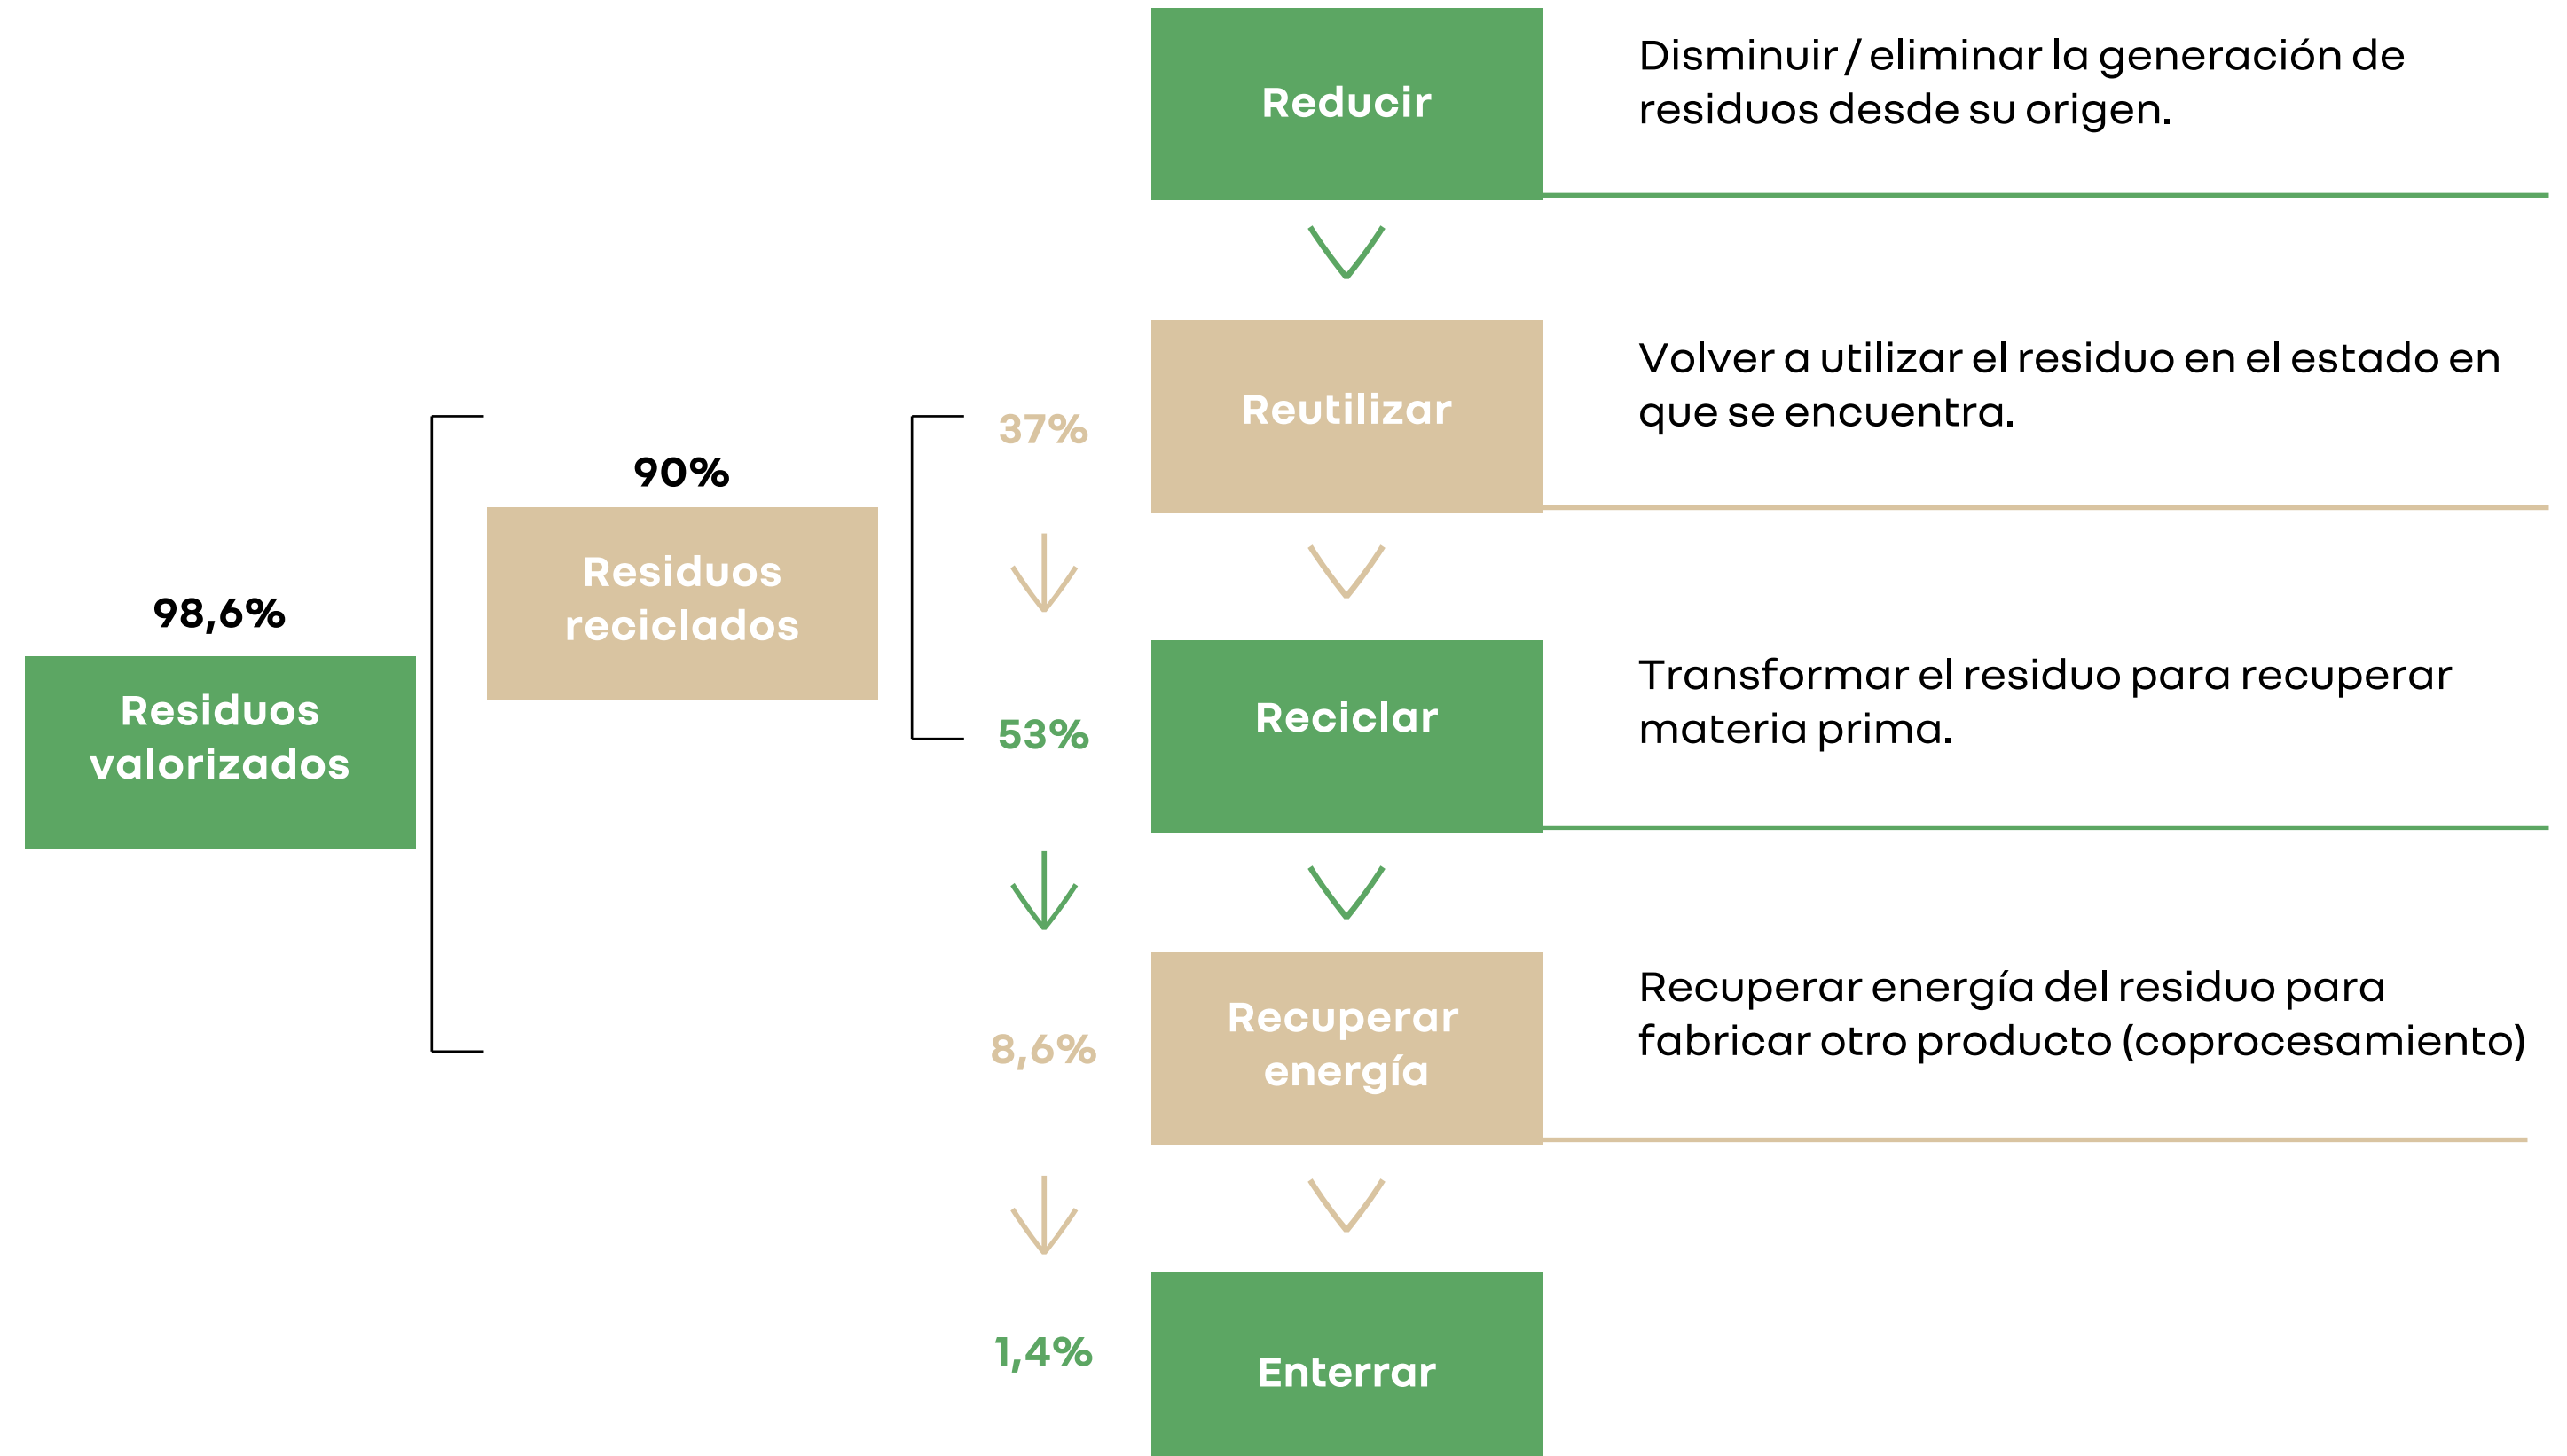 Reducir
Disminuir / eliminar la generación de
residuos desde su origen.
98,6%
Residuos
valorizados
90%
Residuos
reciclados
37%
Reutilizar
Volver a utilizar el residuo en el estado en
que se encuentra.
53%
Reciclar
Transformar el residuo para recuperar
materia prima.
8,6%
Recuperar
energía
Recuperar energía del residuo para
fabricar otro producto (coprocesamiento)
1,4%
Enterrar